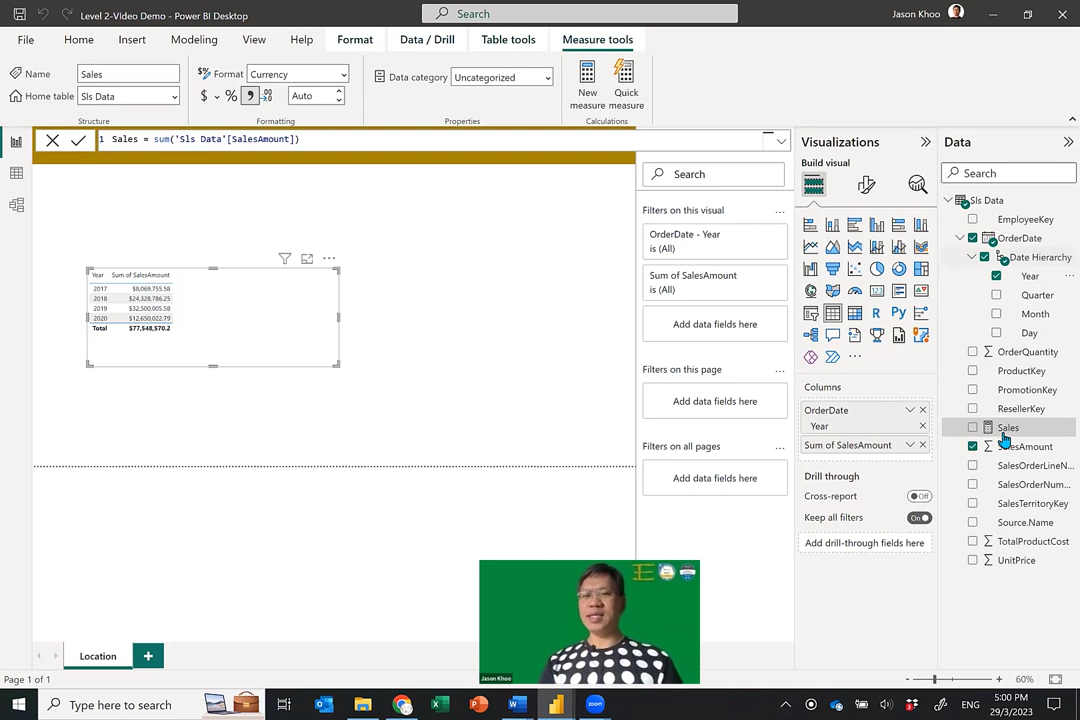 Level 2-Video Demo - Power BI Desktop
Search
Jason Khoo
File
Home
Insert
Modeling
View
Help
Format
Data / Drill
Table tools
Measure tools
Name
Sales
Home table
Sls Data
Structure
Format
Currency
$
%
Auto
Formatting
Data category
Uncategorized
Properties
New
measure
Quick
measure
Calculations
1 Sales = sum('Sls Data'[SalesAmount])
Year Sum of SalesAmount
2017 $8,069,755.58
2018 $24,328,786.25
2019 $32,500,005.58
2020 $12,650,022.79
Total $77,548,570.2
Search
Filters on this visual
OrderDate - Year
is (All)
Sum of SalesAmount
is (All)
Add data fields here
Filters on this page
Add data fields here
Filters on all pages
Add data fields here
Visualizations
Build visual
R
Py
Columns
OrderDate
Year
Sum of SalesAmount
Drill through
Cross-report
Off
Keep all filters
On
Add drill-through fields here
Data
Search
Sls Data
EmployeeKey
OrderDate
Date Hierarchy
Year
Quarter
Month
Day
OrderQuantity
ProductKey
PromotionKey
ResellerKey
Sales
SalesAmount
SalesOrderLineN...
SalesOrderNum...
SalesTerritoryKey
Source.Name
TotalProductCost
UnitPrice
Jason Khoo
Location
Page 1 of 1
60%
Type here to search
zoom
ENG
5:00 PM
29/3/2023